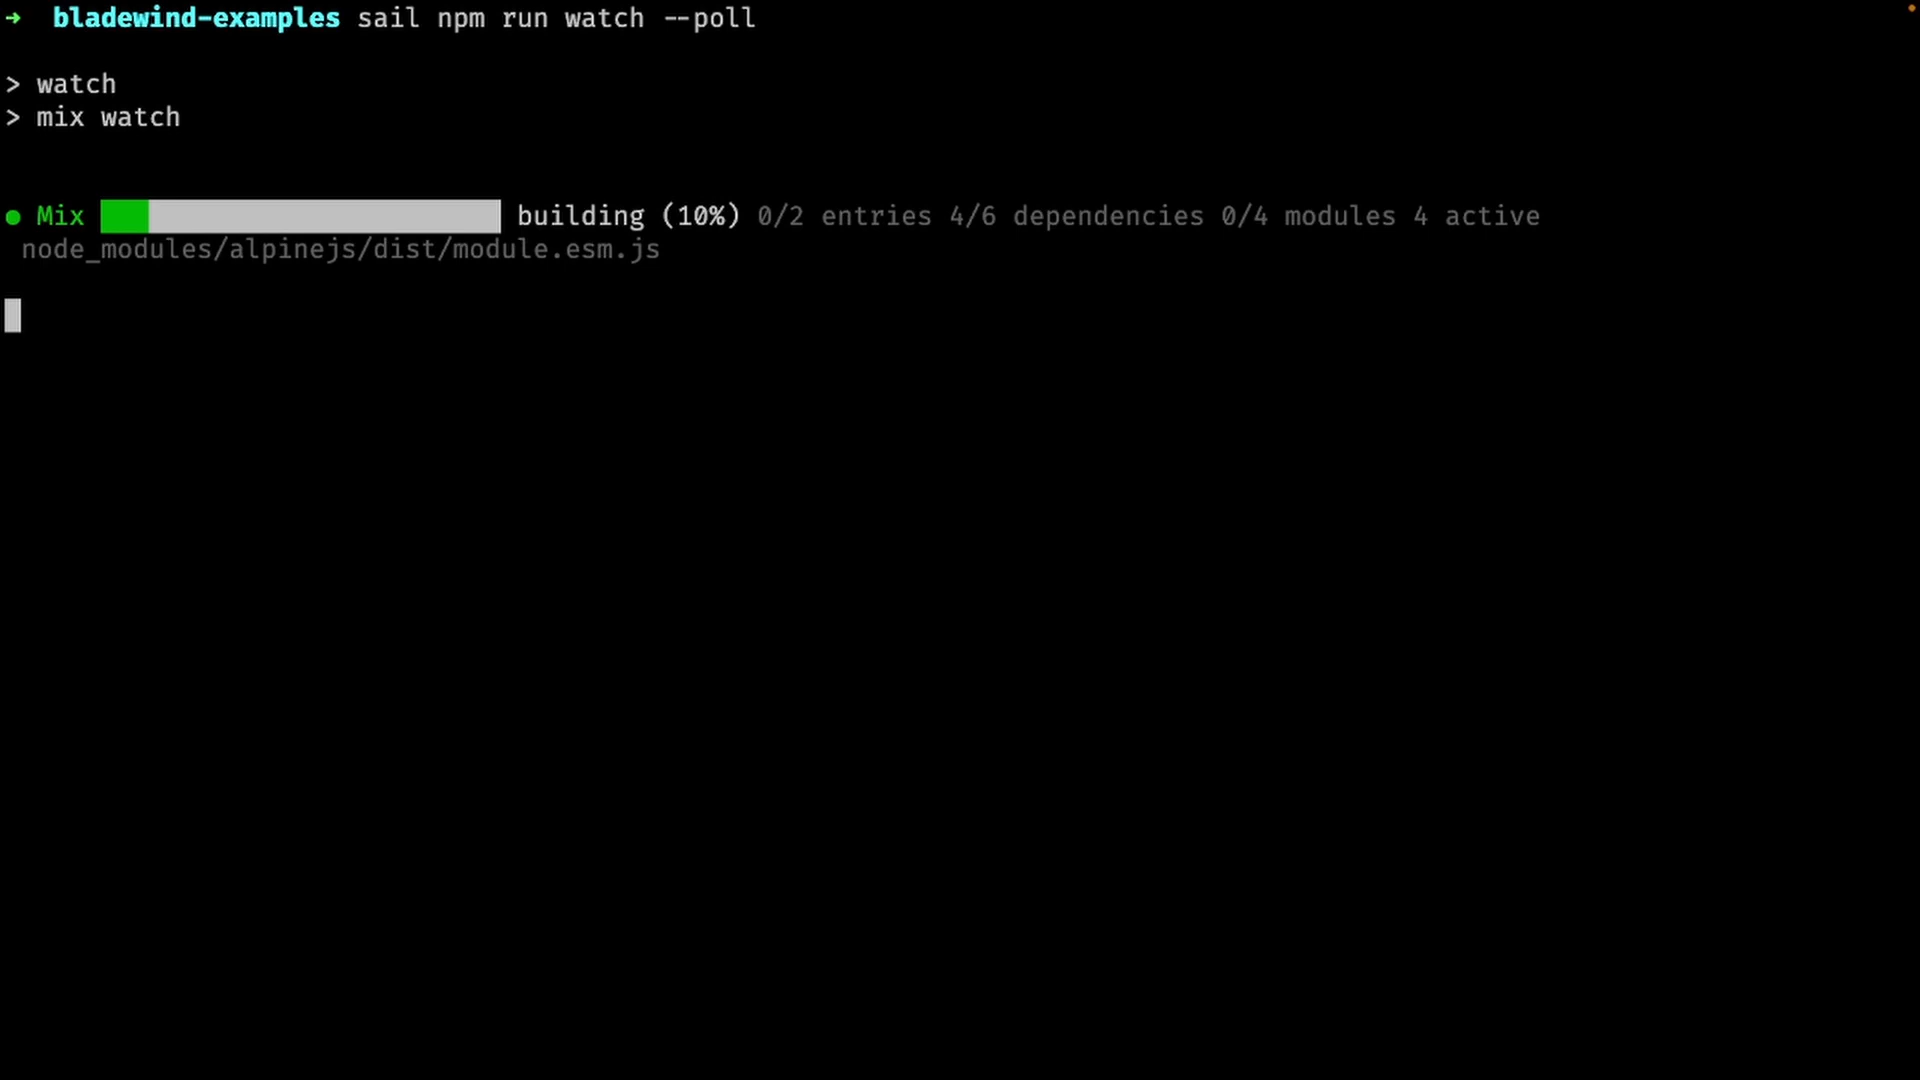 ➜  bladewind-examples sail npm run watch --poll
> watch
> mix watch
● Mix building (10%) 0/2 entries 4/6 dependencies 0/4 modules 4 active
node_modules/alpinejs/dist/module.esm.js